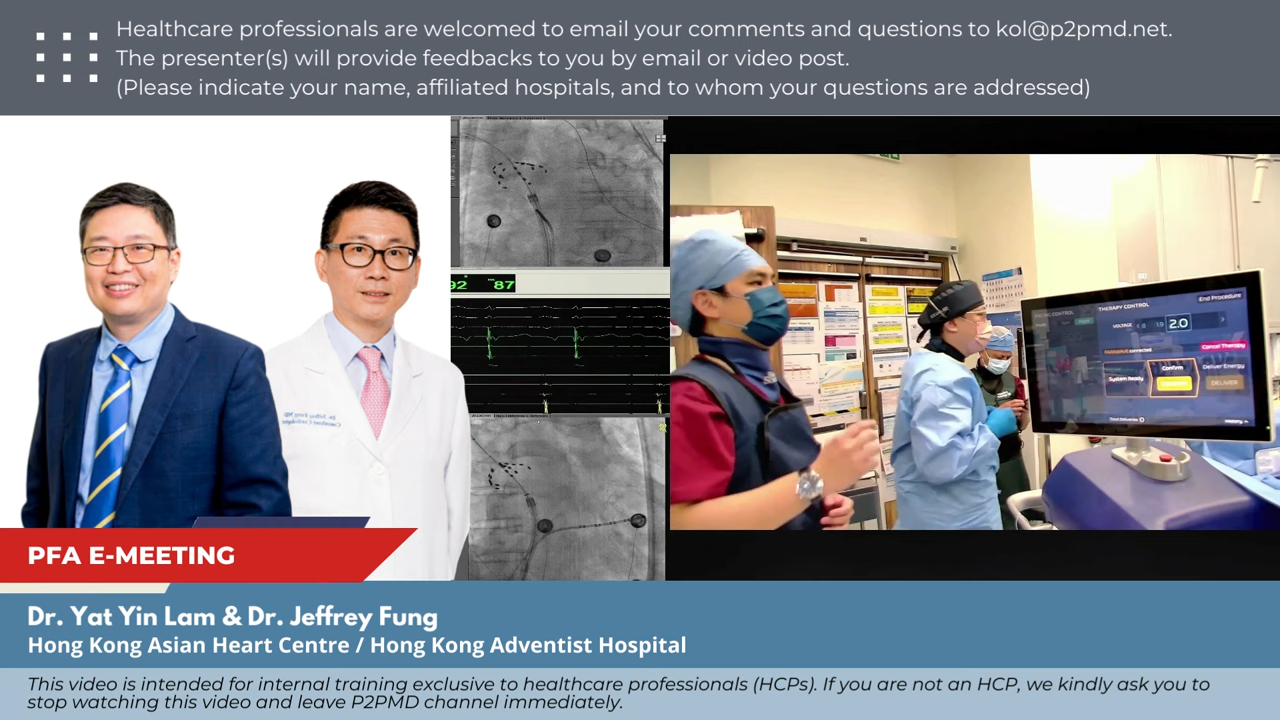 Healthcare professionals are welcomed to email your comments and questions to kol@p2pmd.net.
The presenter(s) will provide feedbacks to you by email or video post.
(Please indicate your name, affiliated hospitals, and to whom your questions are addressed)
92 87
THERAPY CONTROL
End Procedure
VOLTAGE
1.9
2.0
connected
Cancel Therapy
System Ready
Confirm
Deliver Energy
DELIVER
PFA E-MEETING
Dr. Yat Yin Lam & Dr. Jeffrey Fung
Hong Kong Asian Heart Centre / Hong Kong Adventist Hospital
This video is intended for internal training exclusive to healthcare professionals (HCPs). If you are not an HCP, we kindly ask you to
stop watching this video and leave P2PMD channel immediately.